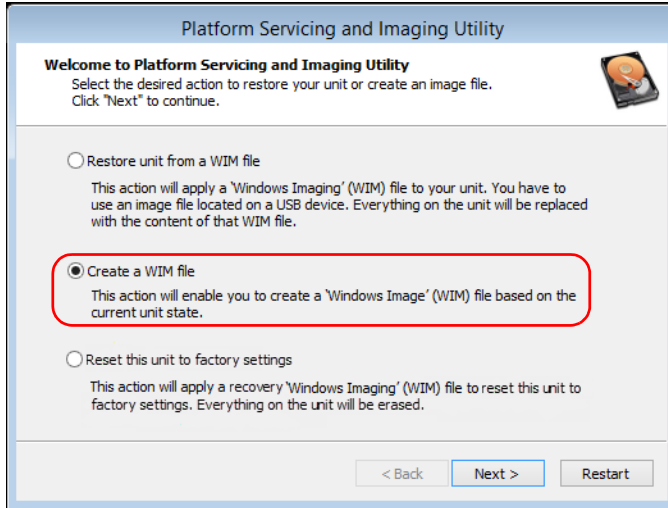 Platform Servicing and Imaging Utility
Welcome to Platform Servicing and Imaging Utility
Select the desired action to restore your unit or create an image file.
Click "Next" to continue.
Restore unit from a WIM file
This action will apply a 'Windows Imaging' (WIM) file to your unit. You have to
use an image file located on a USB device. Everything on the unit will be replaced
with the content of that WIM file.
Create a WIM file
This action will enable you to create a 'Windows Image' (WIM) file based on the
current unit state.
Reset this unit to factory settings
This action will apply a recovery 'Windows Imaging' (WIM) file to reset this unit to
factory settings. Everything on the unit will be erased.
< Back Next > Restart